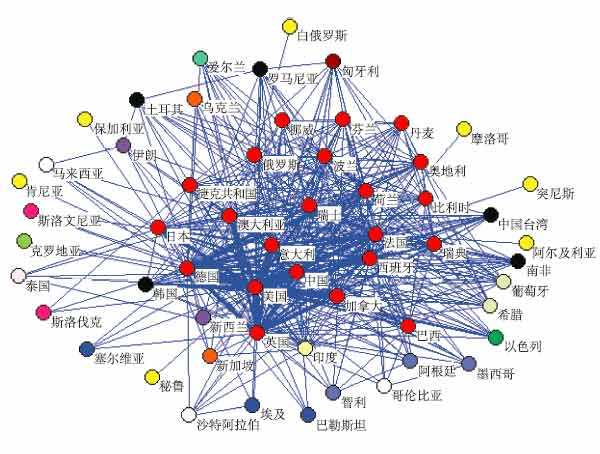 白俄罗斯
爱尔兰
罗马尼亚
匈牙利
土耳其
乌克兰
保加利亚
挪威
芬兰
丹麦
摩洛哥
伊朗
俄罗斯
波兰
奥地利
马来西亚
肯尼亚
捷克共和国
荷兰
突尼斯
斯洛文尼亚
瑞士
比利时
中国台湾
澳大利亚
克罗地亚
日本
意大利
法国
瑞典
阿尔及利亚
泰国
德国
中国
西班牙
南非
韩国
美国
加拿大
葡萄牙
斯洛伐克
新西兰
希腊
英国
巴西
塞尔维亚
新加坡
印度
以色列
秘鲁
阿根廷
墨西哥
沙特阿拉伯
埃及
巴勒斯坦
智利
哥伦比亚